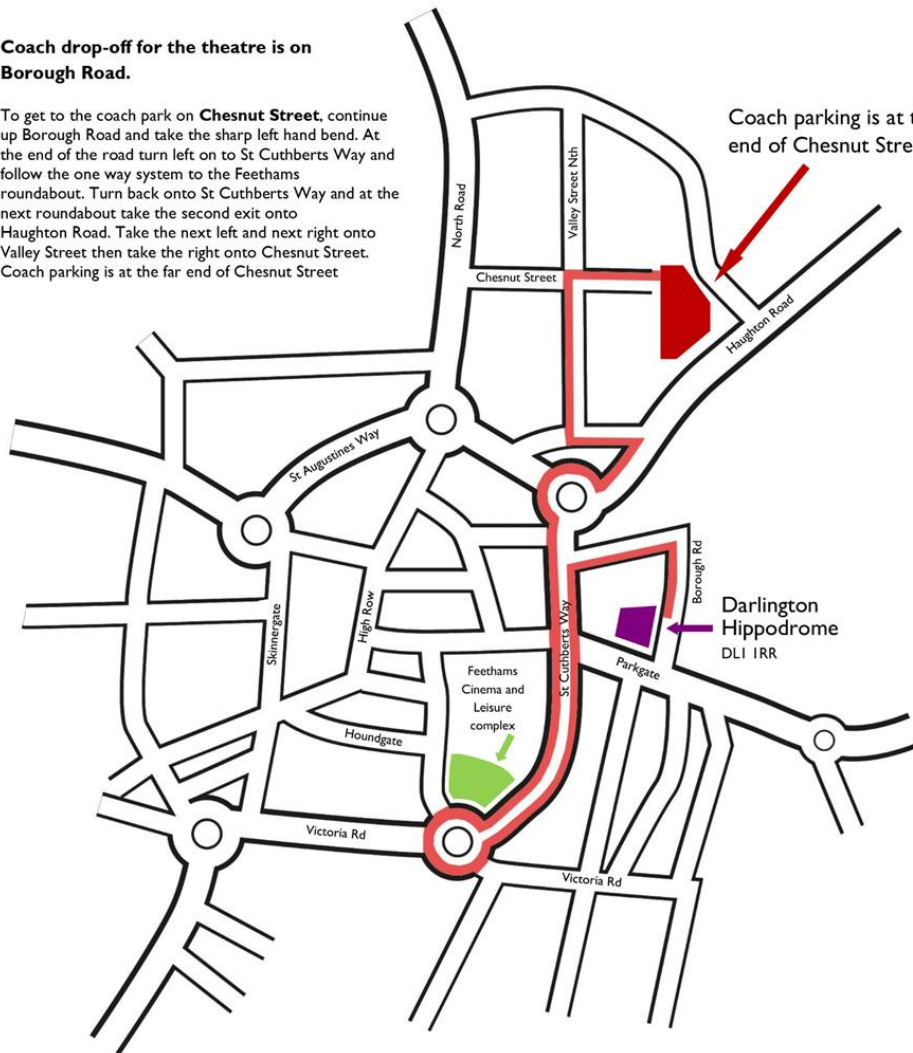 Coach drop-off for the theatre is on
Borough Road.
To get to the coach park on Chesnut Street, continue
up Borough Road and take the sharp left hand bend. At
the end of the road turn left on to St Cuthberts Way and
follow the one way system to the Feethams
roundabout. Turn back onto St Cuthberts Way and at the
next roundabout take the second exit onto
Haughton Road. Take the next left and next right onto
Valley Street then take the right onto Chesnut Street.
Coach parking is at the far end of Chesnut Street
Coach parking is at t
end of Chesnut Stre
North Road
Valley Street Nth
Chesnut Street
Haughton Road
St Augustines Way
Borough Rd
Darlington
Hippodrome
DL1 1RR
Skinnergate
High Row
St Cuthberts Way
Parkgate
Feethams
Cinema and
Leisure
complex
Houndgate
Victoria Rd
Victoria Rd